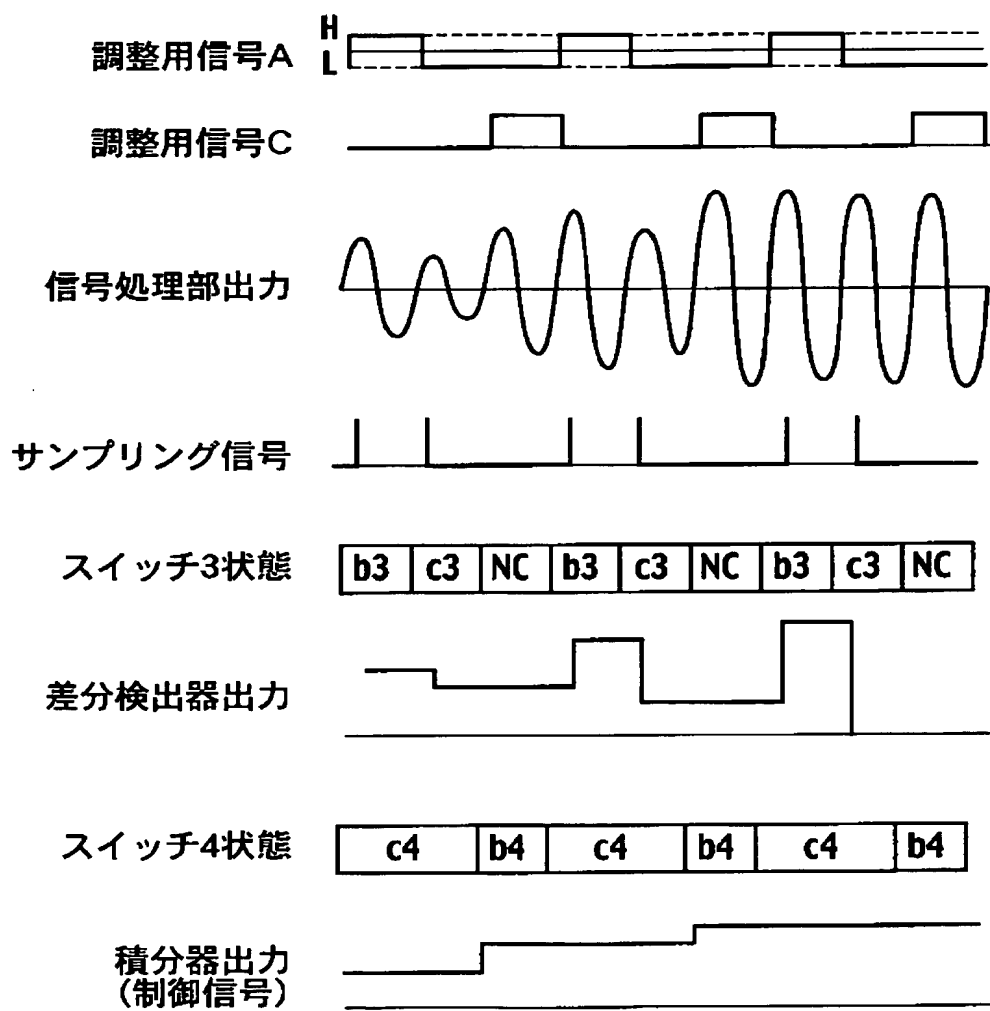 H
調整用信号A
L
調整用信号C
信号処理部出力
サンプリング信号
スイッチ3状態 b3 c3 NC b3 c3 NC b3 c3 NC
差分検出器出力
スイッチ4状態 c4 b4 c4 b4 c4 b4
積分器出力
（制御信号）